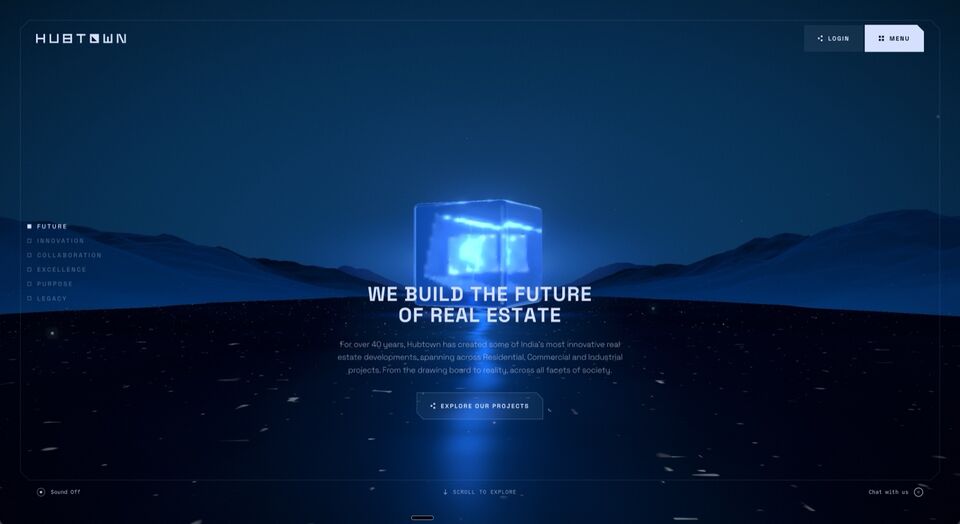 HUBTOWN
LOGIN
MENU
FUTURE
INNOVATION
COLLABORATION
EXCELLENCE
PURPOSE
LEGACY
WE BUILD THE FUTURE
OF REAL ESTATE
For over 40 years, Hubtown has created some of India's most innovative real
estate developments, spanning across Residential, Commercial and Industrial
projects. From the drawing board to reality, across all facets of society.
EXPLORE OUR PROJECTS
Sound Off
SCROLL TO EXPLORE
Chat with us